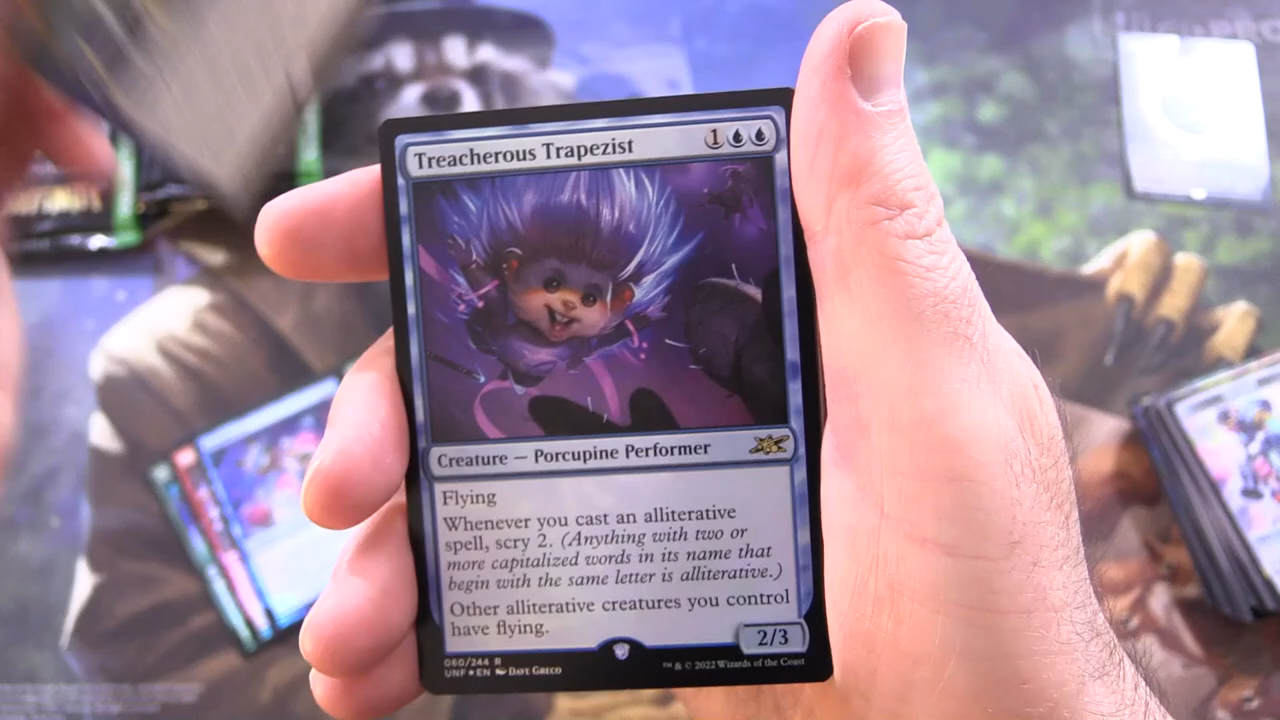 Treacherous Trapezist 1
Creature — Porcupine Performer
Flying
Whenever you cast an alliterative
spell, scry 2. (Anything with two or
more capitalized words in its name that
begin with the same letter is alliterative.)
Other alliterative creatures you control
have flying.
2/3
060/244 R
UNF★EN Dave Greco
™ & © 2022 Wizards of the Coast